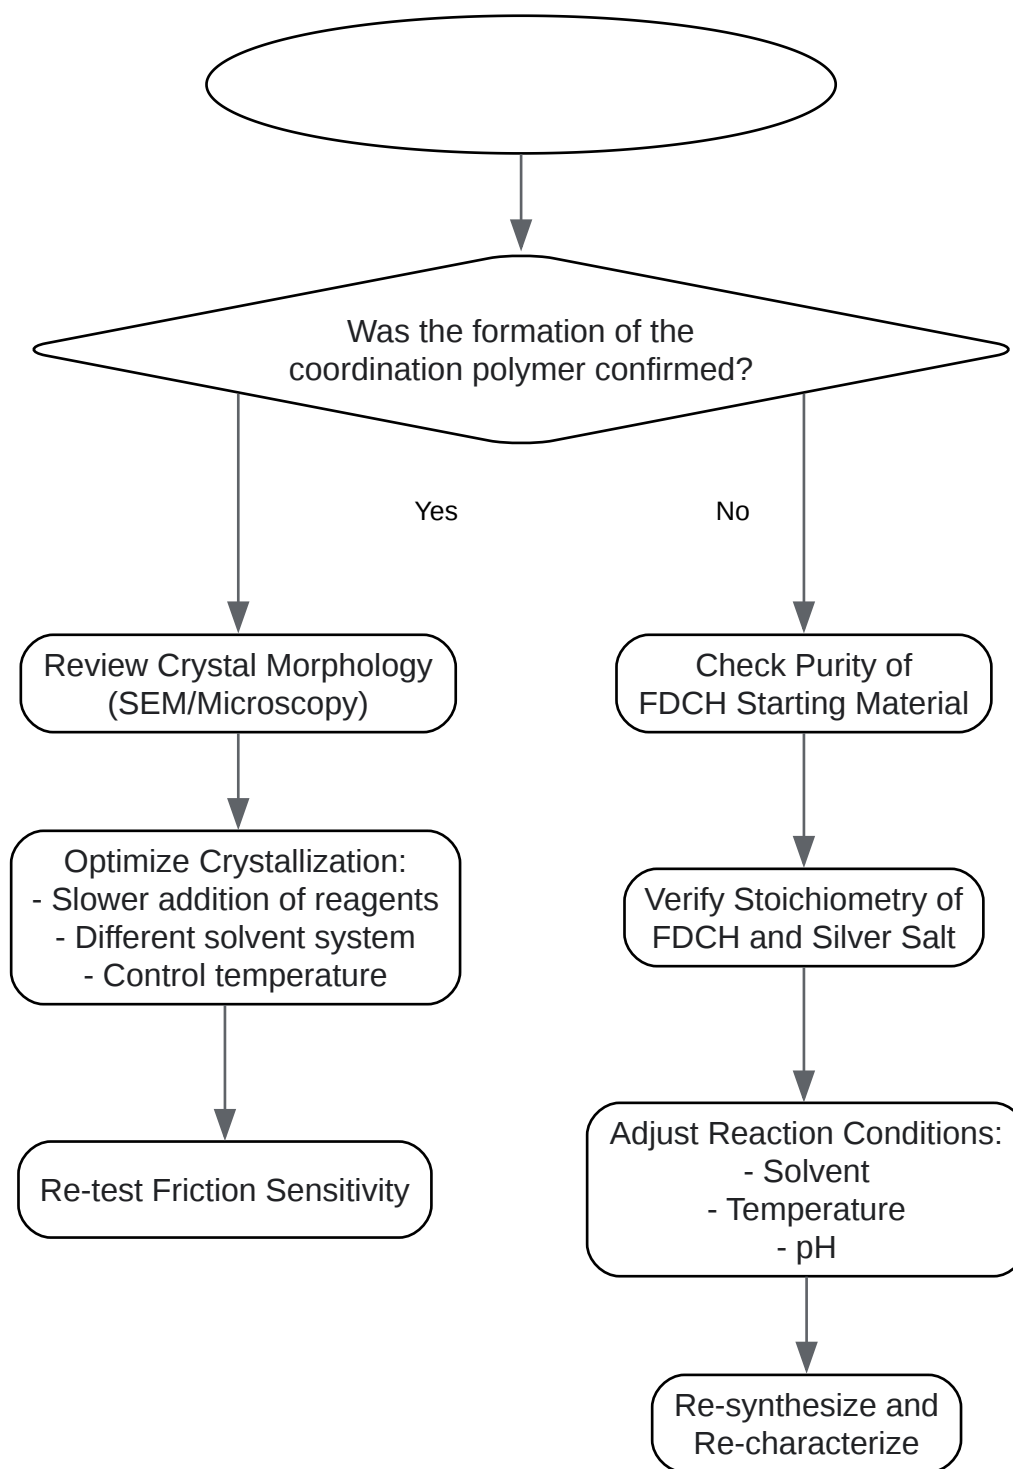 Was the formation of the
coordination polymer confirmed?
Yes
No
Review Crystal Morphology
(SEM/Microscopy)
Check Purity of
FDCH Starting Material
Optimize Crystallization:
- Slower addition of reagents
- Different solvent system
- Control temperature
Verify Stoichiometry of
FDCH and Silver Salt
Re-test Friction Sensitivity
Adjust Reaction Conditions:
- Solvent
- Temperature
- pH
Re-synthesize and
Re-characterize